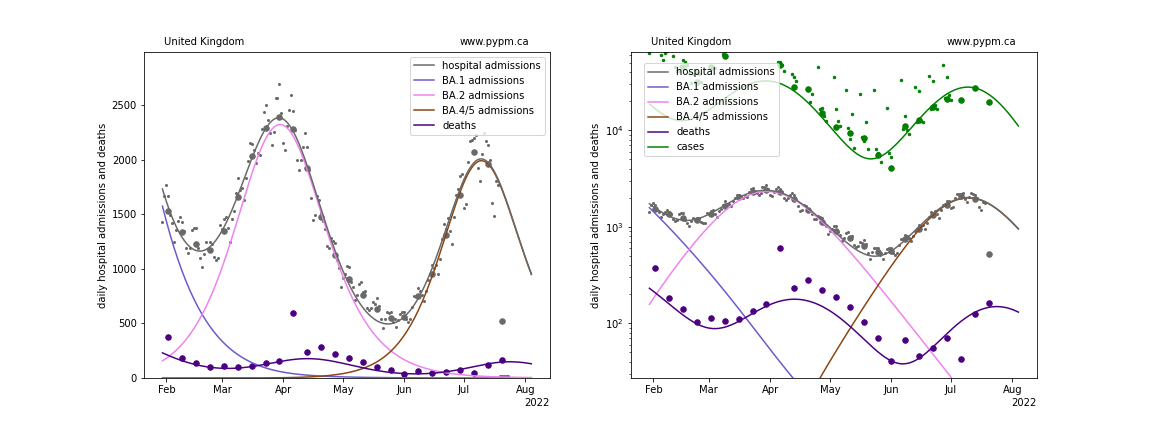 United Kingdom
www.pypm.ca
daily hospital admissions and deaths
2500
2000
1500
1000
500
0
hospital admissions
BA.1 admissions
BA.2 admissions
BA.4/5 admissions
deaths
Feb
Mar
Apr
May
Jun
Jul
Aug
2022
United Kingdom
www.pypm.ca
daily hospital admissions and deaths
10⁴
10³
10²
hospital admissions
BA.1 admissions
BA.2 admissions
BA.4/5 admissions
deaths
cases
Feb
Mar
Apr
May
Jun
Jul
Aug
2022